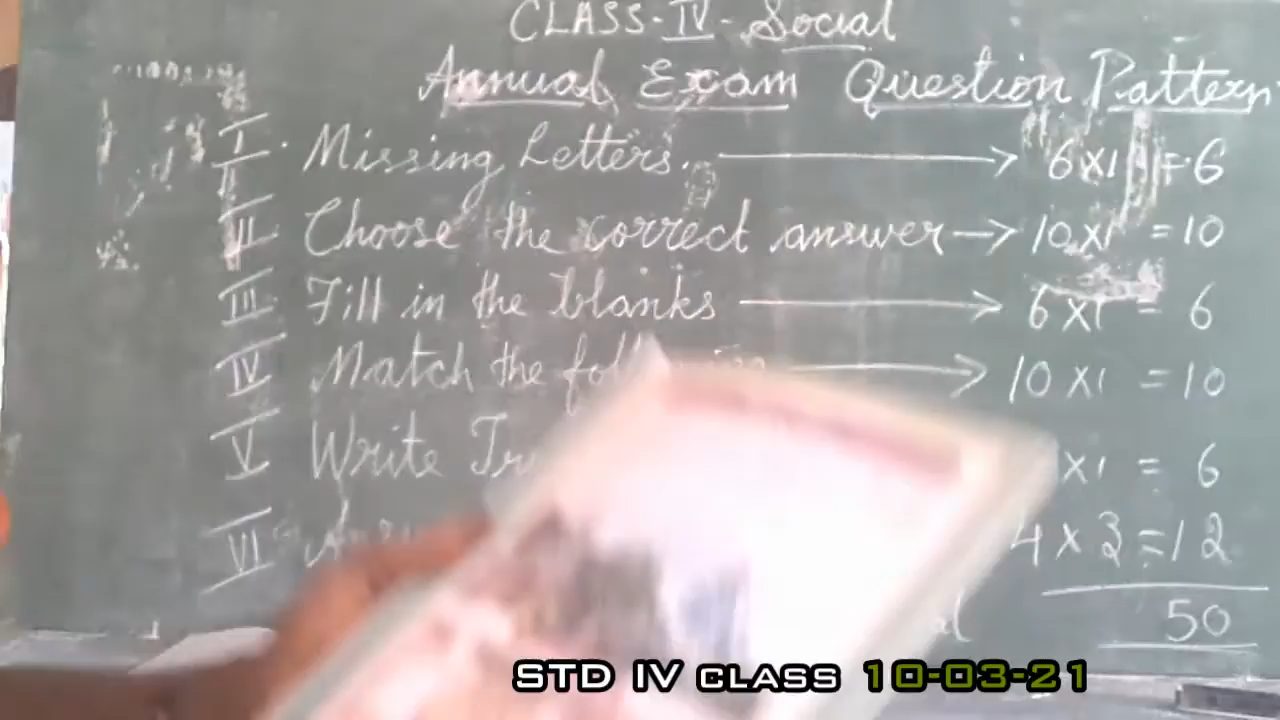 CLASS-IV-Social
Annual Exam Question Pattern
I. Missing Letters. → 6x1 = 6
II Choose the correct answer → 10x1 = 10
III Fill in the blanks → 6x1 = 6
IV Match the → 10x1 = 10
V Write x1 = 6
VI 4x3 = 12
50
STD IV CLASS 10-03-21